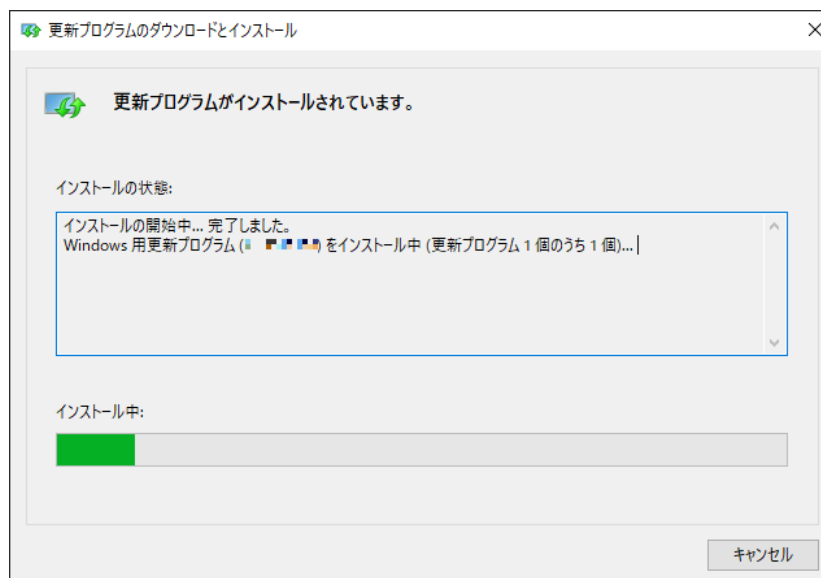 更新プログラムのダウンロードとインストール
更新プログラムがインストールされています。
インストールの状態:
インストールの開始中... 完了しました。
Windows 用更新プログラム ( ) をインストール中 (更新プログラム 1 個のうち 1 個)...
インストール中:
キャンセル